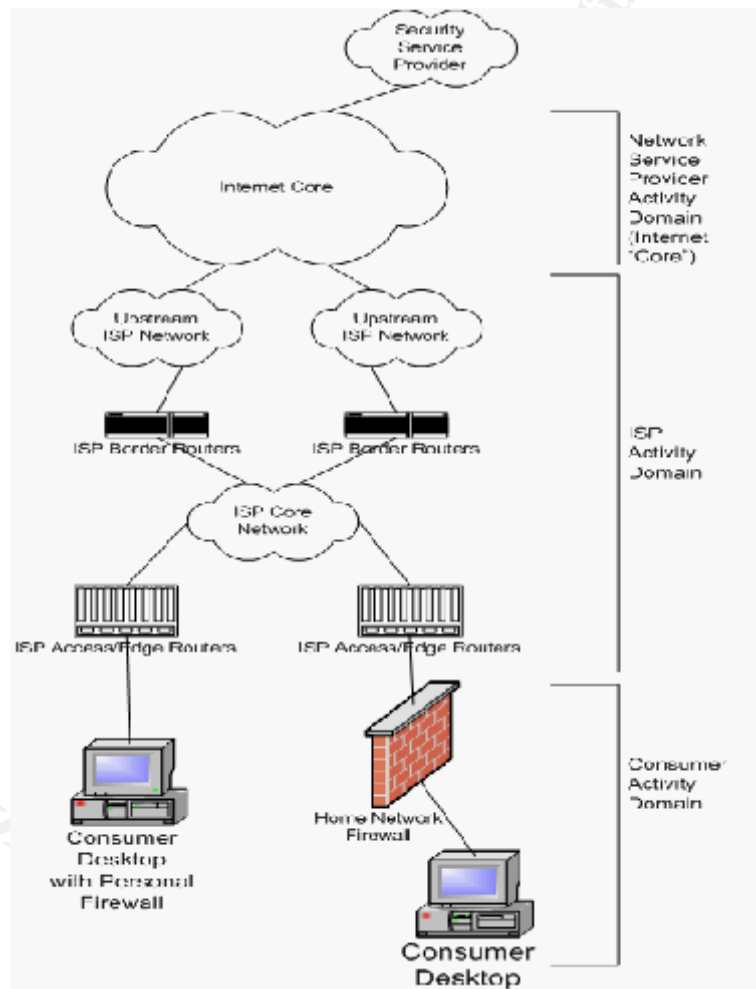 Security
Service
Provider
Internet Core
Network
Service
Provider
Activity
Domain
(Internet
"Core")
Upstream
ISP Network
Upstream
ISP Network
ISP Border Routers
ISP Border Routers
ISP
Activity
Domain
ISP Core
Network
ISP Access/Edge Routers
ISP Access/Edge Routers
Consumer
Activity
Domain
Home Network
Firewall
Consumer
Desktop
with Personal
Firewall
Consumer
Desktop